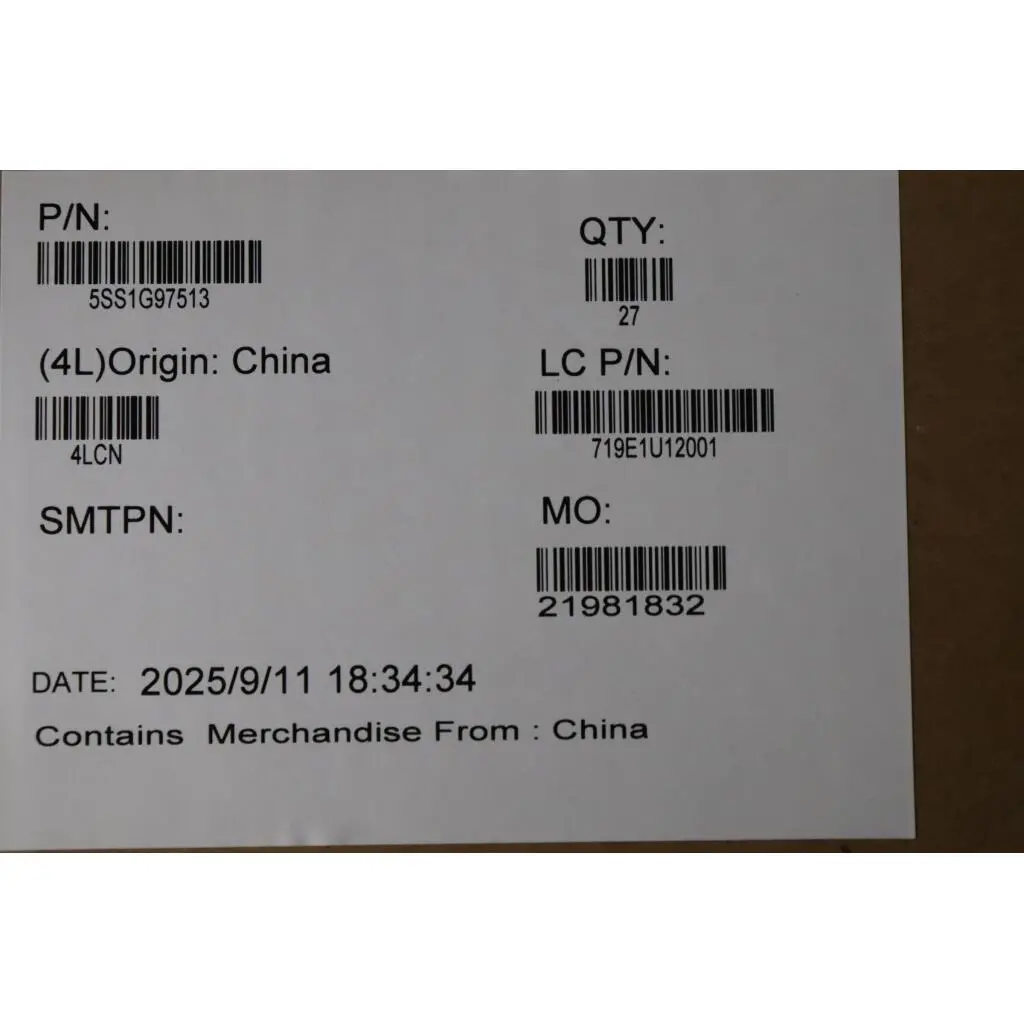 P/N:
5SS1G97513
QTY:
27
(4L)Origin: China
4LCN
LC P/N:
719E1U12001
SMTPN:
MO:
21981832
DATE: 2025/9/11 18:34:34
Contains Merchandise From : China